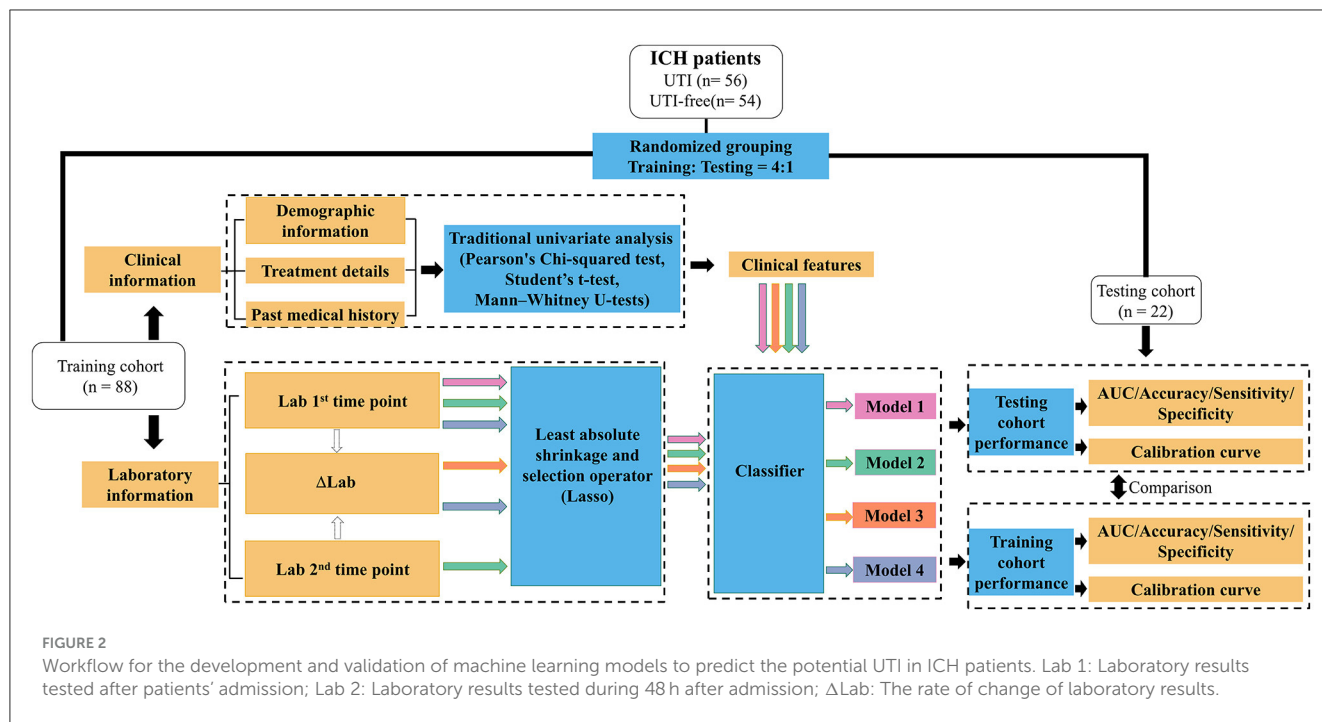 ICH patients
UTI (n= 56)
UTI-free(n= 54)
Randomized grouping
Training: Testing = 4:1
Demographic
information
Treatment details
Past medical history
Clinical
information
Traditional univariate analysis
(Pearson's Chi-squared test,
Student's t-test,
Mann–Whitney U-tests)
Clinical features
Testing cohort
(n = 22)
Training cohort
(n = 88)
Laboratory
information
Lab 1st time point
ΔLab
Lab 2nd time point
Least absolute
shrinkage and
selection operator
(Lasso)
Classifier
Model 1
Model 2
Model 3
Model 4
Testing
cohort
performance
AUC/Accuracy/Sensitivity/
Specificity
Calibration curve
Comparison
Training
cohort
performance
AUC/Accuracy/Sensitivity/
Specificity
Calibration curve
FIGURE 2
Workflow for the development and validation of machine learning models to predict the potential UTI in ICH patients. Lab 1: Laboratory results
tested after patients' admission; Lab 2: Laboratory results tested during 48 h after admission; ΔLab: The rate of change of laboratory results.